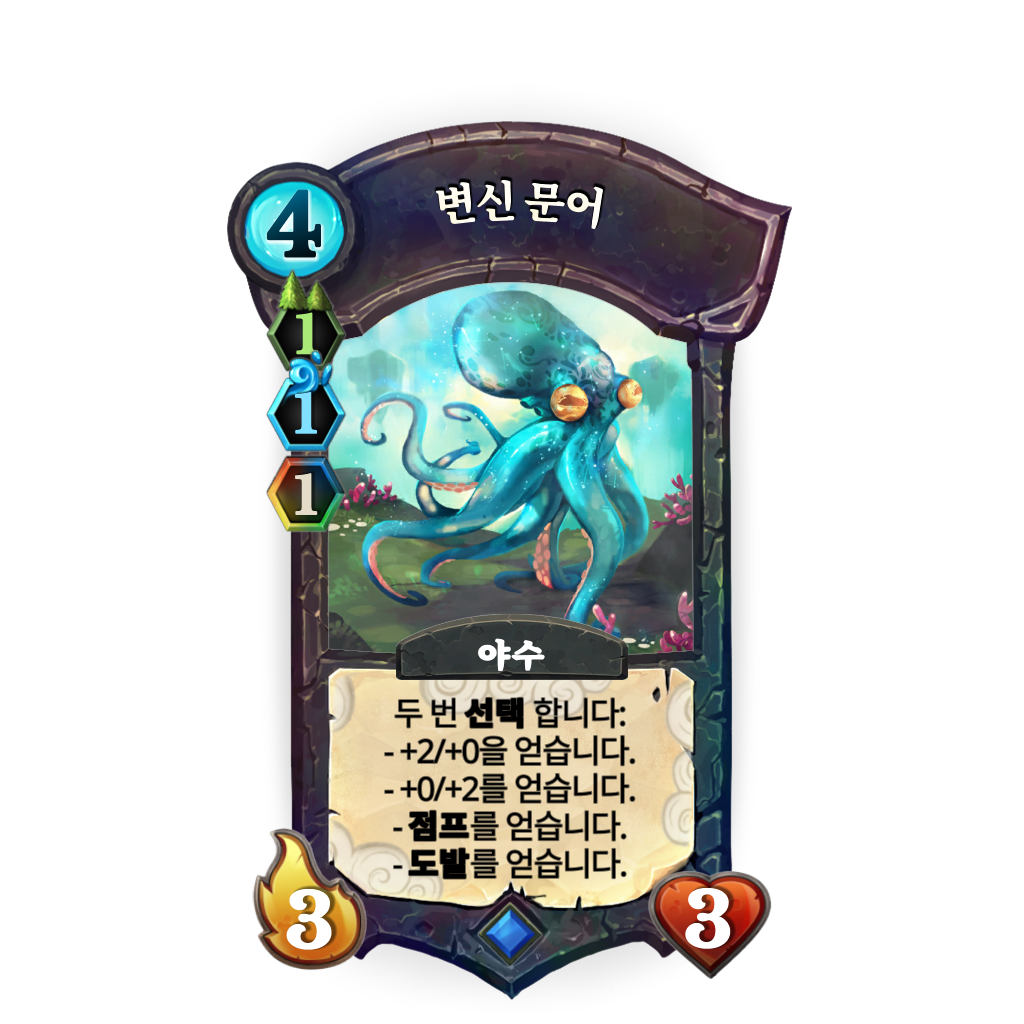 변신 문어
4
1
1
1
야수
두 번 선택 합니다:
- +2/+0을 얻습니다.
- +0/+2를 얻습니다.
- 점프를 얻습니다.
- 도발를 얻습니다.
3
3